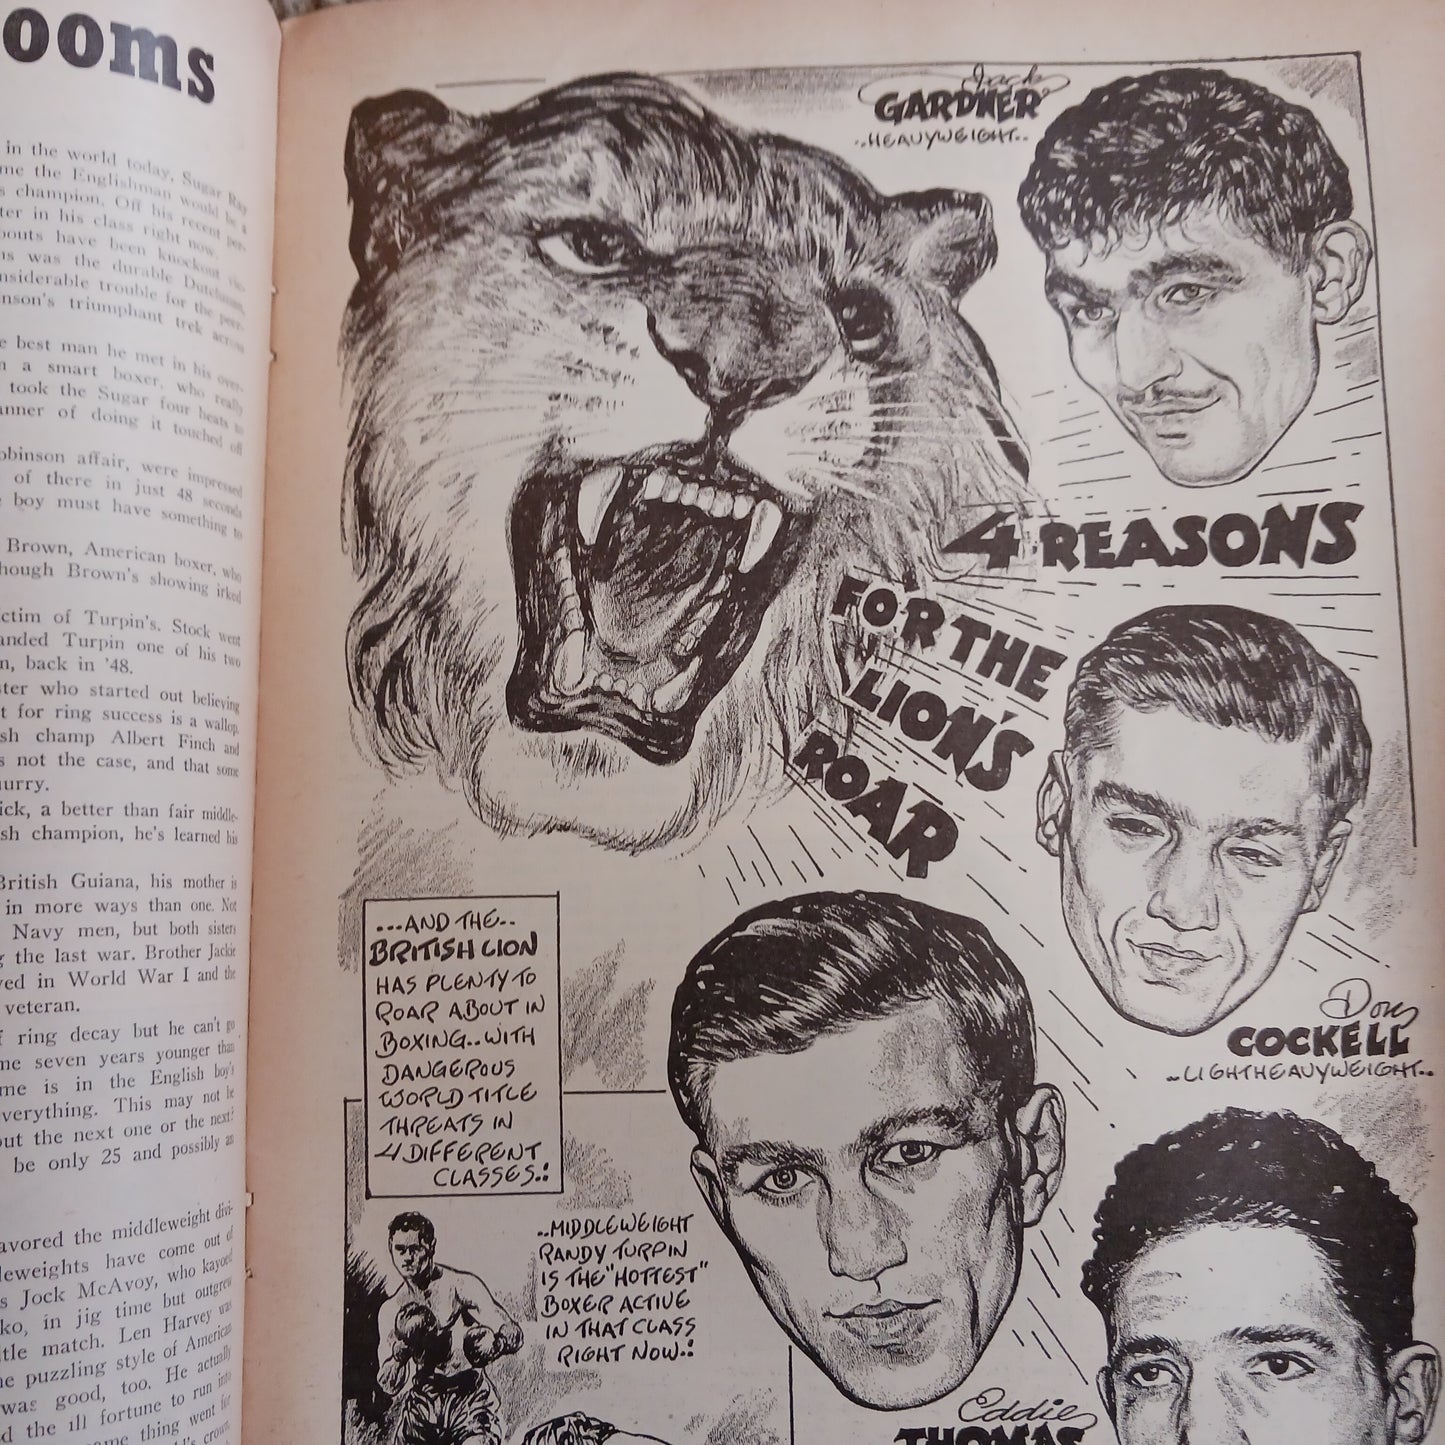 ooms
in the world today, Sugar Ray
me the Englishman would be a
s champion. Off his recent per-
ter in his class right now.
bouts have been knockout vic-
ns was the durable Dutchman,
nsiderable trouble for the peer-
nson's triumphant trek across
e best man he met in his over-
n a smart boxer, who really
took the Sugar four heats to
anner of doing it touched off
obinson affair, were impressed
of there in just 48 seconds
boy must have something to
Brown, American boxer, who
hough Brown's showing irked
ctim of Turpin's. Stock went
anded Turpin one of his two
n, back in '48.
ster who started out believing
t for ring success is a wallop,
sh champ Albert Finch and
s not the case, and that some
urry.
ick, a better than fair middle-
sh champion, he's learned his
British Guiana, his mother is
in more ways than one. Not
Navy men, but both sisters
g the last war. Brother Jackie
ved in World War I and the
veteran.
f ring decay but he can't go
me seven years younger than
me is in the English boy's
verything. This may not be
out the next one or the next?
be only 25 and possibly an
avored the middleweight divi-
leweights have come out of
s Jock McAvoy, who kayoed
ko, in jig time but outgrew
tle match. Len Harvey was
he puzzling style of American
was good, too. He actually
d the ill fortune to run into
ome thing went for
d's crown
Jack
GARDNER
..HEAVYWEIGHT..
4 REASONS
FOR THE
LION'S
ROAR
...AND THE..
BRITISH LION
HAS PLENTY TO
ROAR ABOUT IN
BOXING..WITH
DANGEROUS
WORLD TITLE
THREATS IN
4 DIFFERENT
CLASSES..!
Don
COCKELL
..LIGHTHEAVYWEIGHT..
..MIDDLEWEIGHT
RANDY TURPIN
IS THE "HOTTEST"
BOXER ACTIVE
IN THAT CLASS
RIGHT NOW..!
Eddie
THOMAS